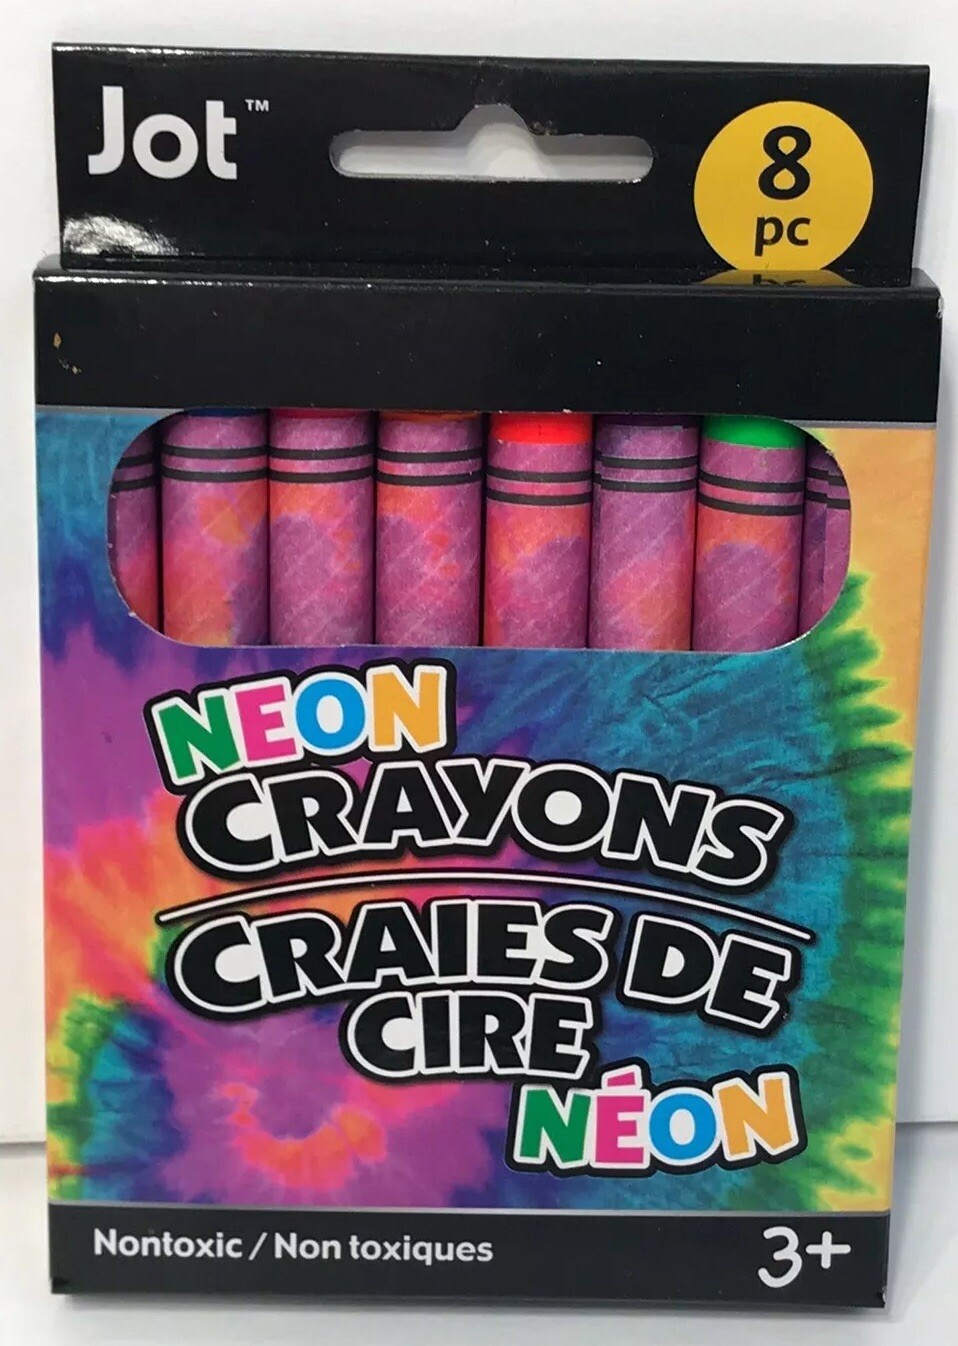 Jot™
8
pc
NEON
CRAYONS
CRAIES DE
CIRE
NÉON
Nontoxic / Non toxiques
3+